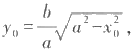 y₀ = b/a √(a² − x₀²) ,